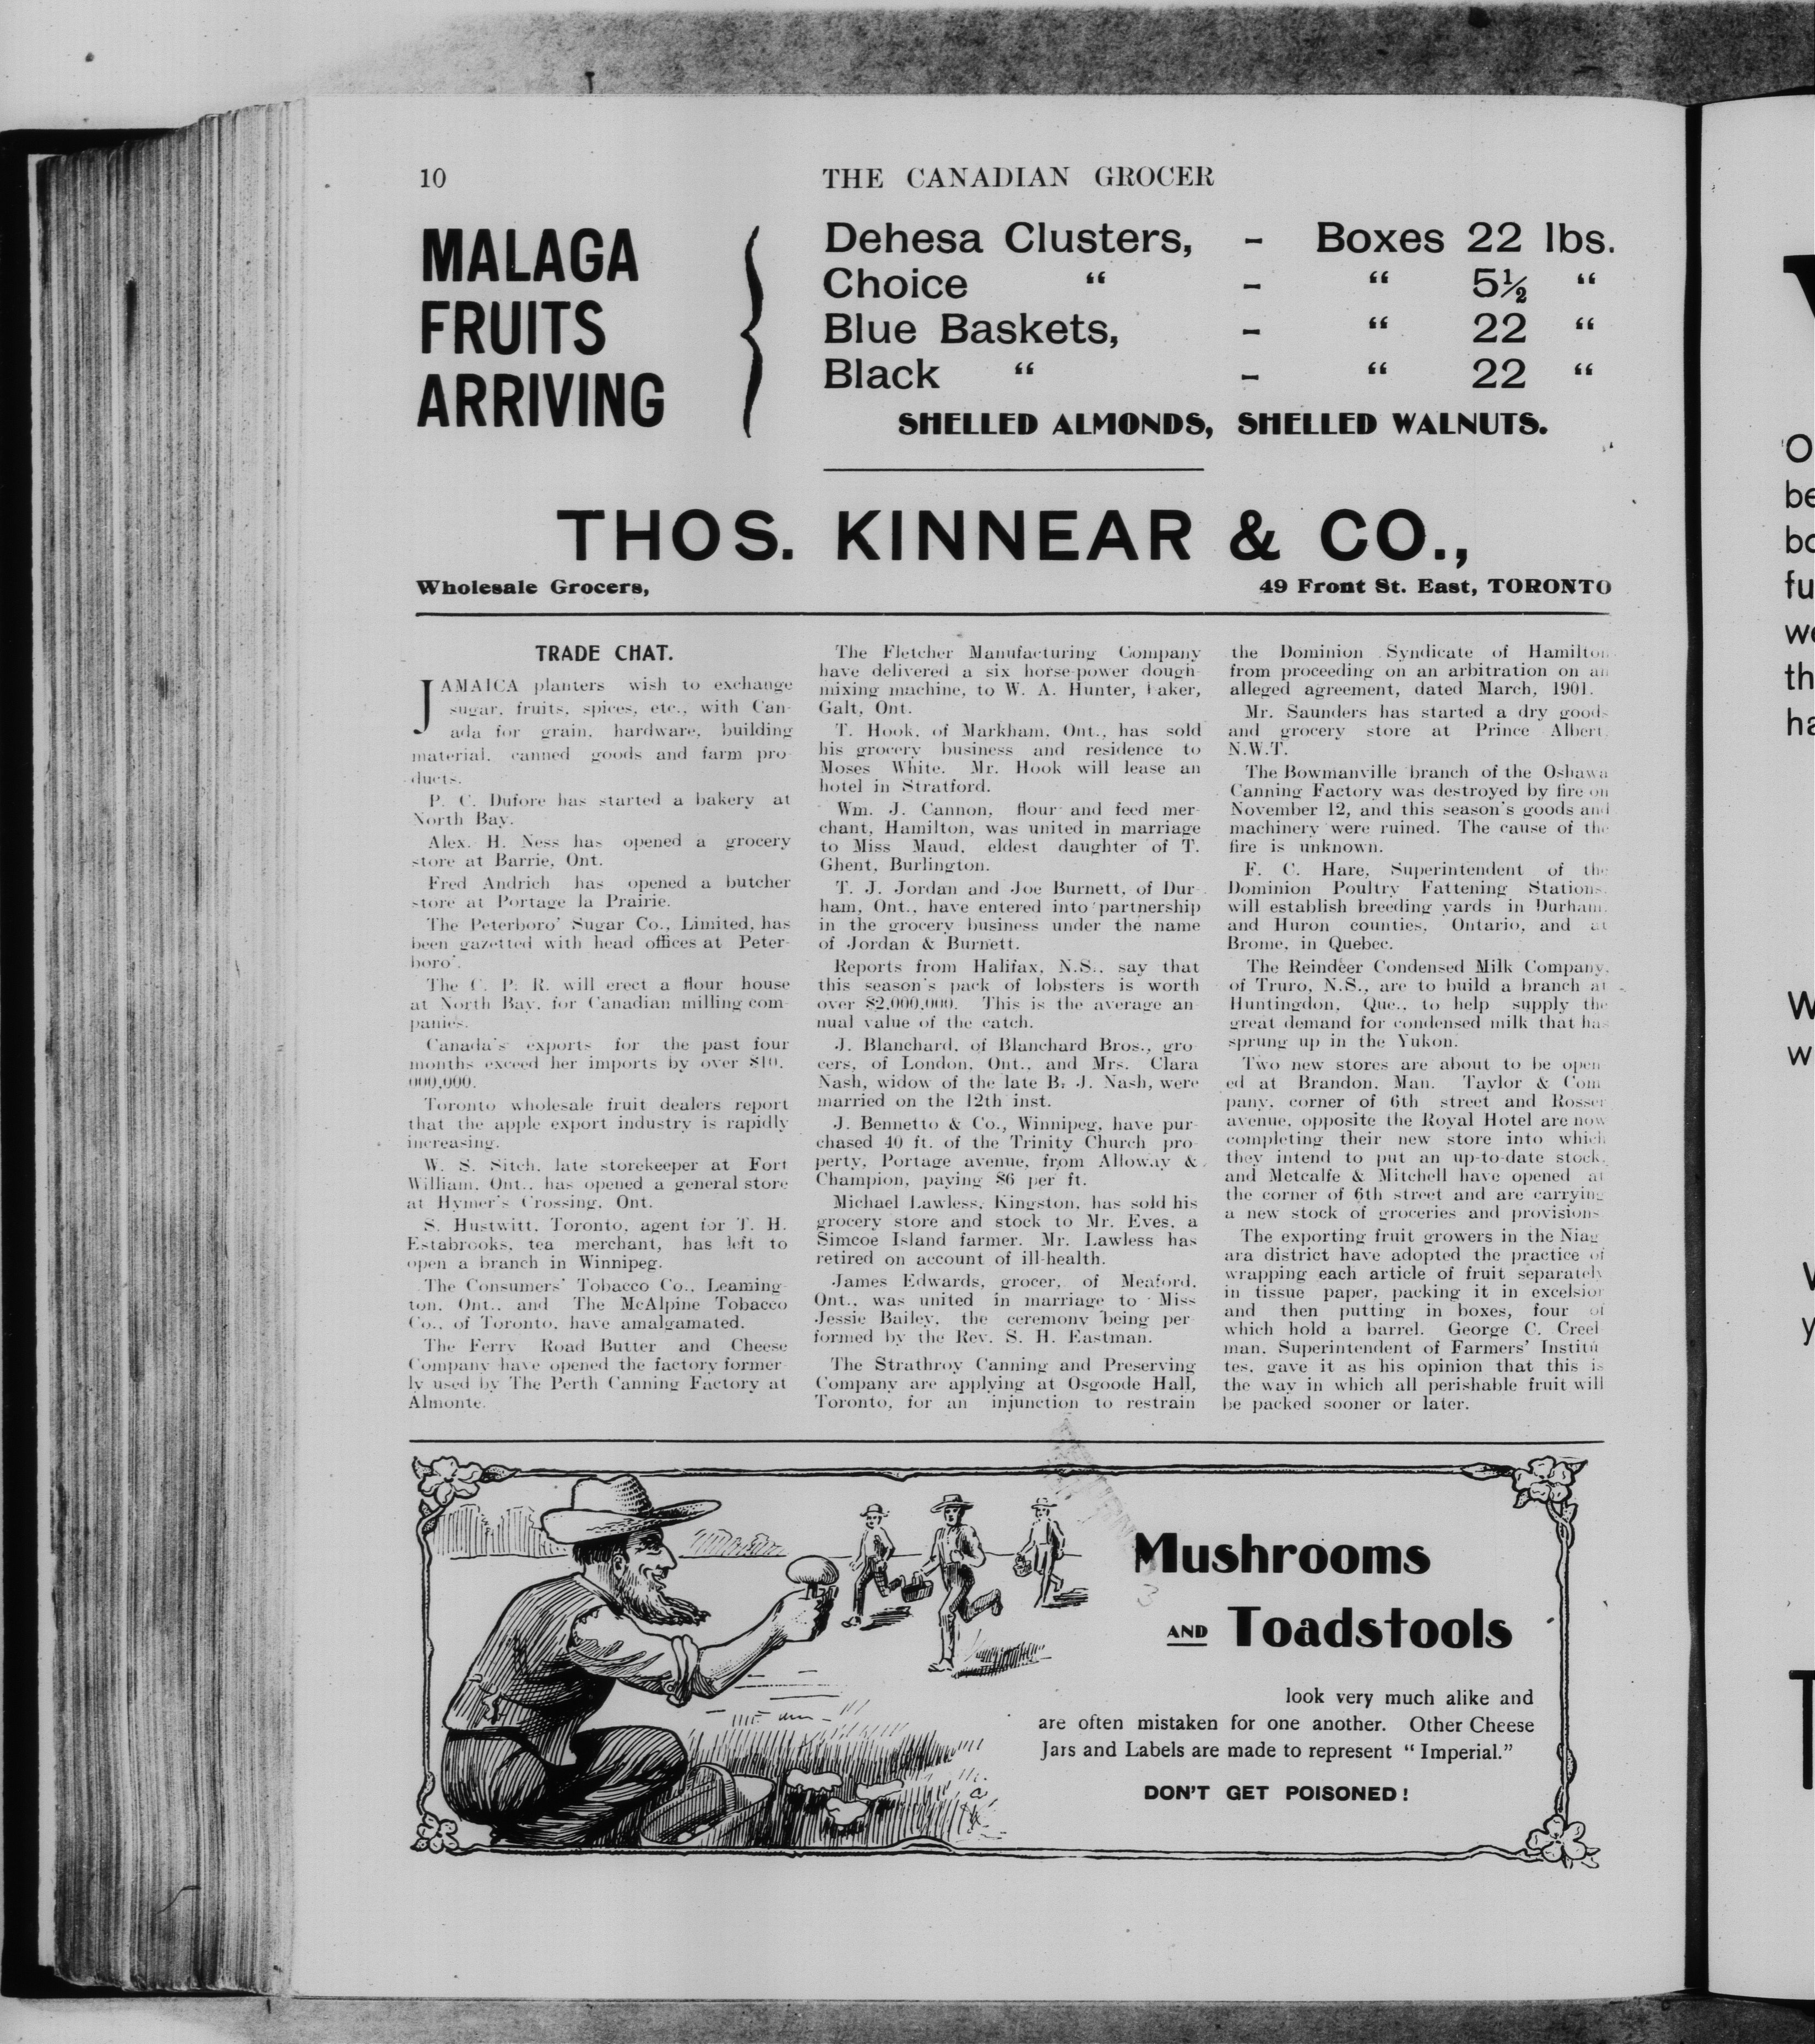 10
THE CANADIAN GROCER
MALAGA
FRUITS
ARRIVING
Dehesa Clusters, - Boxes 22 lbs.
Choice “ - “ 5½ “
Blue Baskets, - “ 22 “
Black “ - “ 22 “
SHELLED ALMONDS, SHELLED WALNUTS.
THOS. KINNEAR & CO.,
Wholesale Grocers,
49 Front St. East, TORONTO
TRADE CHAT.
JAMAICA planters wish to exchange
sugar, fruits, spices, etc., with Can-
ada for grain, hardware, building
material, canned goods and farm pro-
ducts.
P. C. Dufore has started a bakery at
North Bay.
Alex. H. Ness has opened a grocery
store at Barrie, Ont.
Fred Andrich has opened a butcher
store at Portage la Prairie.
The Peterboro' Sugar Co., Limited, has
been gazetted with head offices at Peter-
boro'.
The C. P. R. will erect a flour house
at North Bay, for Canadian milling com-
panies.
Canada's exports for the past four
months exceed her imports by over $10,
000,000.
Toronto wholesale fruit dealers report
that the apple export industry is rapidly
increasing.
W. S. Sitch, late storekeeper at Fort
William, Ont., has opened a general store
at Hymer's Crossing, Ont.
S. Hustwitt, Toronto, agent for T. H.
Estabrooks, tea merchant, has left to
open a branch in Winnipeg.
The Consumers' Tobacco Co., Leaming-
ton, Ont., and The McAlpine Tobacco
Co., of Toronto, have amalgamated.
The Ferry Road Butter and Cheese
Company have opened the factory former-
ly used by The Perth Canning Factory at
Almonte.
The Fletcher Manufacturing Company
have delivered a six horse-power dough-
mixing machine, to W. A. Hunter, aker,
Galt, Ont.
T. Hook, of Markham, Ont., has sold
his grocery business and residence to
Moses White. Mr. Hook will lease an
hotel in Stratford.
Wm. J. Cannon, flour and feed mer-
chant, Hamilton, was united in marriage
to Miss Maud, eldest daughter of T.
Ghent, Burlington.
T. J. Jordan and Joe Burnett, of Dur-
ham, Ont., have entered into partnership
in the grocery business under the name
of Jordan & Burnett.
Reports from Halifax, N.S., say that
this season's pack of lobsters is worth
over $2,000,000. This is the average an-
nual value of the catch.
J. Blanchard, of Blanchard Bros., gro-
cers, of London, Ont., and Mrs. Clara
Nash, widow of the late B. J. Nash, were
married on the 12th inst.
J. Bennetto & Co., Winnipeg, have pur-
chased 40 ft. of the Trinity Church pro-
perty, Portage avenue, from Alloway &
Champion, paying $6 per ft.
Michael Lawless, Kingston, has sold his
grocery store and stock to Mr. Eves, a
Simcoe Island farmer. Mr. Lawless has
retired on account of ill-health.
James Edwards, grocer, of Meaford,
Ont., was united in marriage to Miss
Jessie Bailey, the ceremony being per-
formed by the Rev. S. H. Eastman.
The Strathroy Canning and Preserving
Company are applying at Osgoode Hall,
Toronto, for an injunction to restrain
the Dominion Syndicate of Hamilton
from proceeding on an arbitration on an
alleged agreement, dated March, 1901.
Mr. Saunders has started a dry goods
and grocery store at Prince Albert,
N.W.T.
The Bowmanville branch of the Oshawa
Canning Factory was destroyed by fire on
November 12, and this season's goods and
machinery were ruined. The cause of the
fire is unknown.
F. C. Hare, Superintendent of the
Dominion Poultry Fattening Stations,
will establish breeding yards in Durham,
and Huron counties, Ontario, and at
Brome, in Quebec.
The Reindeer Condensed Milk Company,
of Truro, N.S., are to build a branch at
Huntingdon, Que., to help supply the
great demand for condensed milk that has
sprung up in the Yukon.
Two new stores are about to be open-
ed at Brandon, Man. Taylor & Com-
pany, corner of 6th street and Rosser
avenue, opposite the Royal Hotel are now
completing their new store into which
they intend to put an up-to-date stock,
and Metcalfe & Mitchell have opened at
the corner of 6th street and are carrying
a new stock of groceries and provisions
The exporting fruit growers in the Niag-
ara district have adopted the practice of
wrapping each article of fruit separately
in tissue paper, packing it in excelsior
and then putting in boxes, four of
which hold a barrel. George C. Creel-
man, Superintendent of Farmers' Institu-
tes, gave it as his opinion that this is
the way in which all perishable fruit will
be packed sooner or later.
Mushrooms
AND Toadstools
look very much alike and
are often mistaken for one another. Other Cheese
Jars and Labels are made to represent “Imperial.”
DON'T GET POISONED!